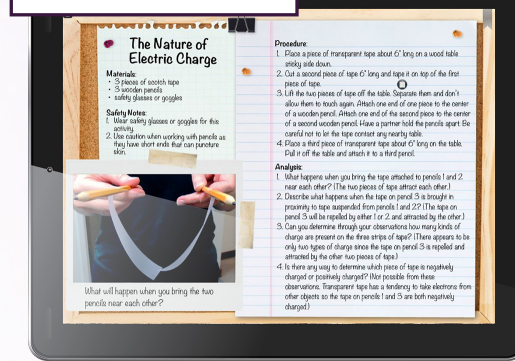 The Nature of
Electric Charge
Materials:
• 3 pieces of scotch tape
• 3 wooden pencils
• safety glasses or goggles
Safety Notes:
1. Wear safety glasses or goggles for this
activity.
2. Use caution when working with pencils as
they have short ends that can puncture
skin.
What will happen when you bring the two
pencils near each other?
Procedure:
1. Place a piece of transparent tape about 6" long on a wood table
sticky side down.
2. Cut a second piece of tape 6" long and tape it on top of the first
piece of tape.
3. Lift the two pieces of tape off the table. Separate them and don't
allow them to touch again. Attach one end of one piece to the center
of a wooden pencil. Attach one end of the second piece to the center
of a second wooden pencil. Have a partner hold the pencils apart. Be
careful not to let the tape contact any nearby table.
4. Place a third piece of transparent tape about 6" long on the table.
Pull it off the table and attach it to a third pencil.
Analysis:
1. What happens when you bring the tape attached to pencils 1 and 2
near each other? (The two pieces of tape attract each other.)
2. Describe what happens when the tape on pencil 3 is brought in
proximity to tape suspended from pencils 1 and 2? (The tape on
pencil 3 will be repelled by either 1 or 2 and attracted by the other.)
3. Can you determine through your observations how many kinds of
charge are present on the three strips of tape? (There appears to be
only two types of charge since the tape on pencil 3 is repelled and
attracted by the other two pieces of tape.)
4. Is there any way to determine which piece of tape is negatively
charged or positively charged? (Not possible from these
observations. Transparent tape has a tendency to take electrons from
other objects so the tape on pencils 1 and 3 are both negatively
charged.)